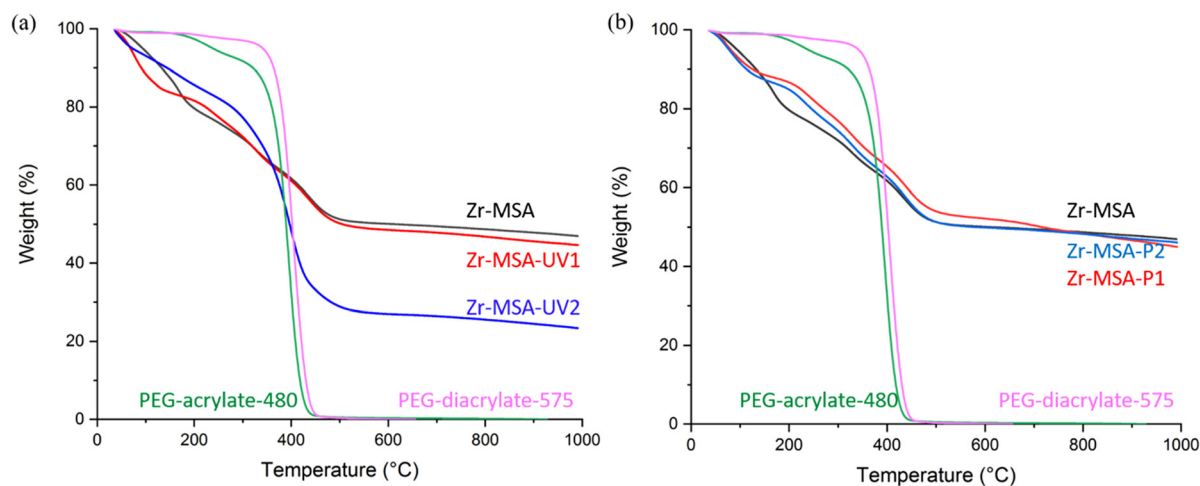 (a)
100
80
60
40
20
0
Weight (%)
Zr-MSA
Zr-MSA-UV1
Zr-MSA-UV2
PEG-acrylate-480
PEG-diacrylate-575
0 200 400 600 800 1000
Temperature (°C)
(b)
100
80
60
40
20
0
Weight (%)
Zr-MSA
Zr-MSA-P2
Zr-MSA-P1
PEG-acrylate-480
PEG-diacrylate-575
0 200 400 600 800 1000
Temperature (°C)